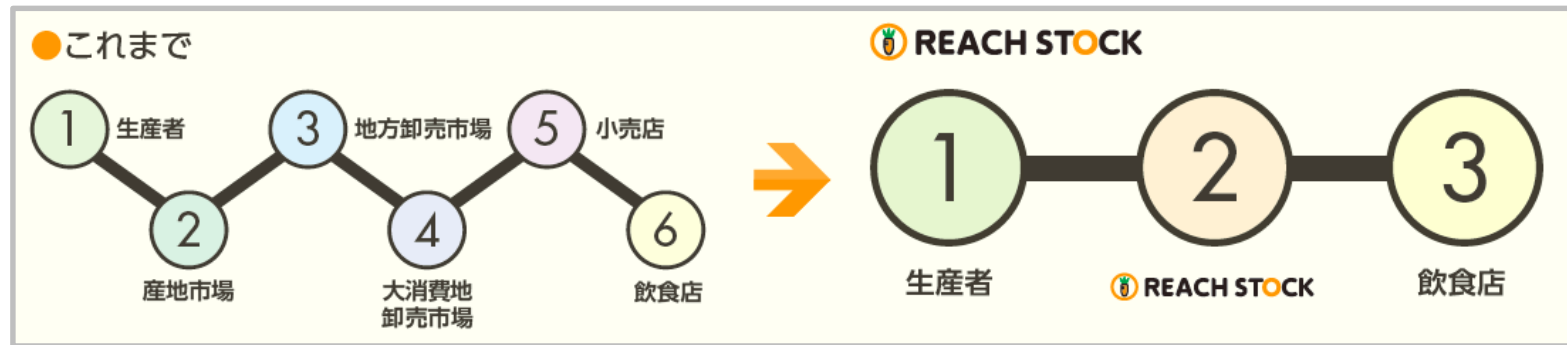 ●これまで
1 生産者
2
産地市場
3 地方卸売市場
4
大消費地
卸売市場
5 小売店
6
飲食店
REACH STOCK
1
生産者
2
REACH STOCK
3
飲食店